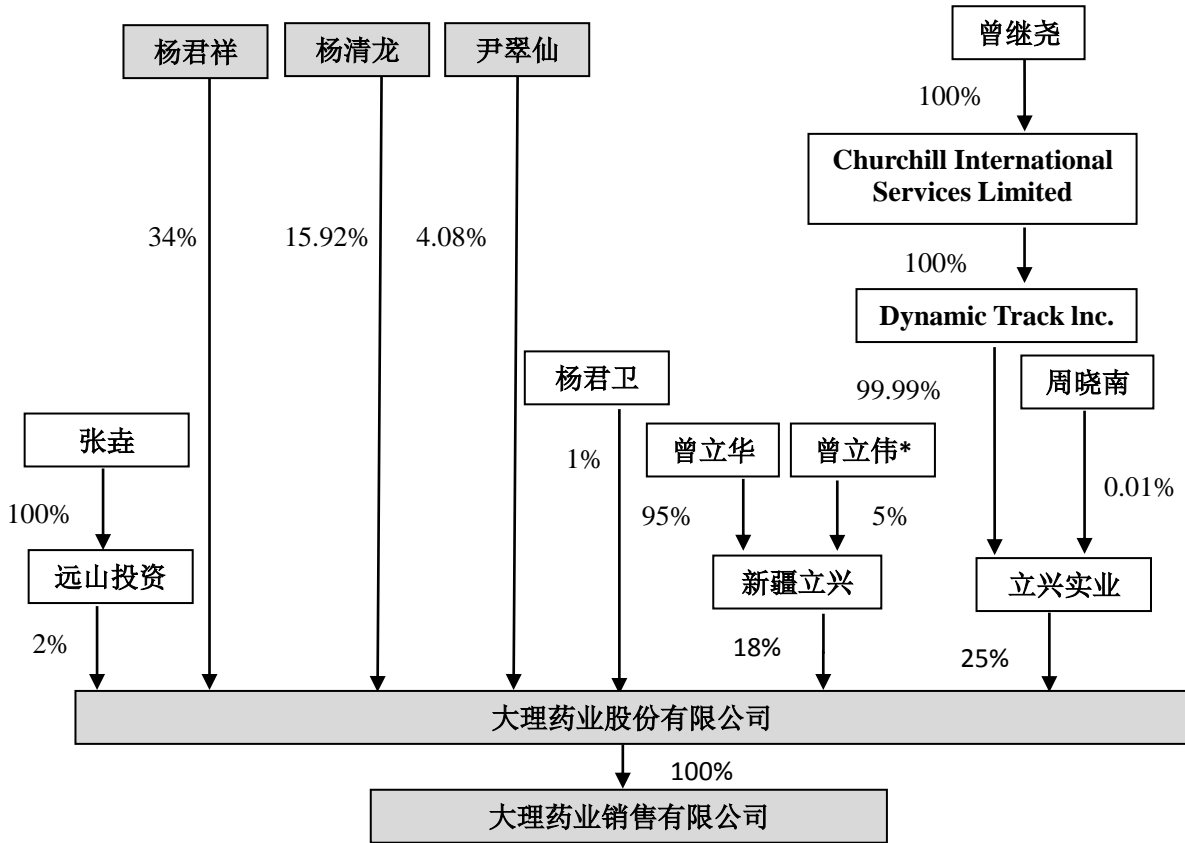 杨君祥
杨清龙
尹翠仙
曾继尧
100%
Churchill International
Services Limited
34%
15.92%
4.08%
100%
Dynamic Track lnc.
杨君卫
99.99%
周晓南
张垚
曾立华
曾立伟*
1%
0.01%
100%
95%
5%
远山投资
新疆立兴
立兴实业
2%
18%
25%
大理药业股份有限公司
100%
大理药业销售有限公司